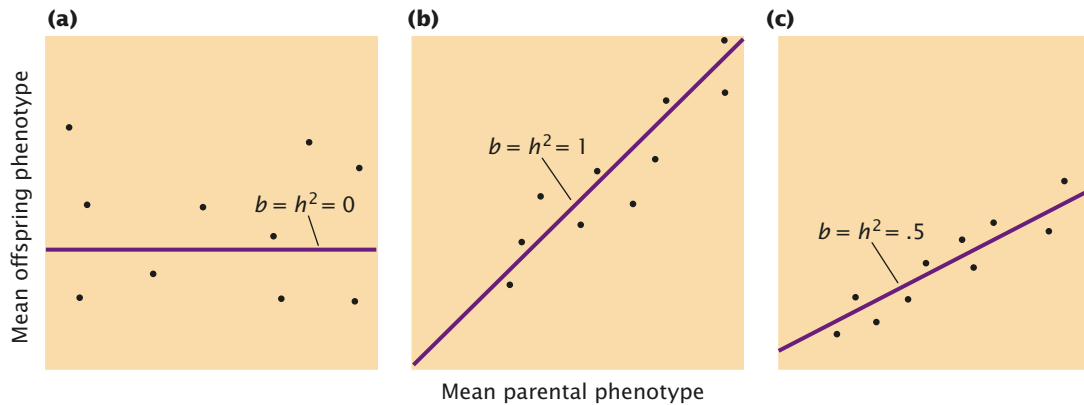 (a)
(b)
(c)
Mean offspring phenotype
b = h² = 0
b = h² = 1
b = h² = .5
Mean parental phenotype